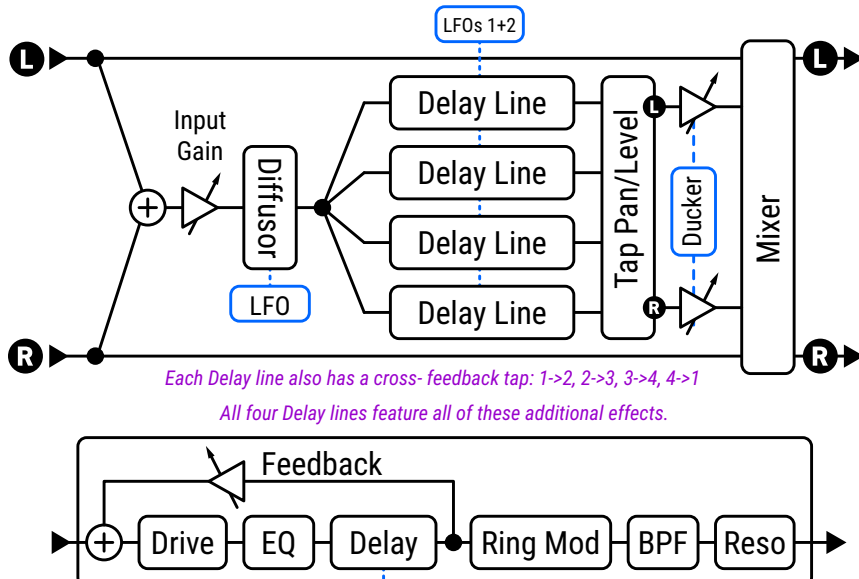 LFOs 1+2
L
L
Delay Line
L
Input
Gain
Diffusor
Delay Line
Tap Pan/Level
Ducker
Mixer
+
Delay Line
LFO
Delay Line
R
R
R
Each Delay line also has a cross- feedback tap: 1->2, 2->3, 3->4, 4->1
All four Delay lines feature all of these additional effects.
Feedback
+
Drive
EQ
Delay
Ring Mod
BPF
Reso